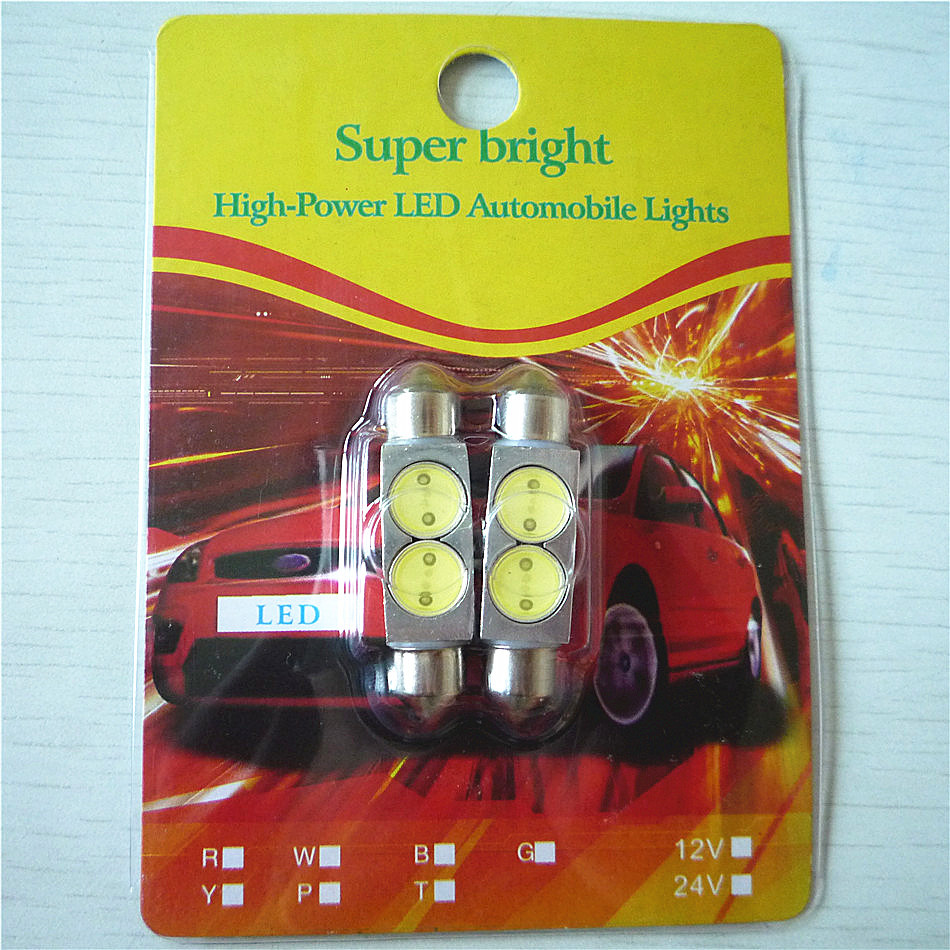 Super bright
High-Power LED Automobile Lights
LED
R W B G 12V
Y P T 24V